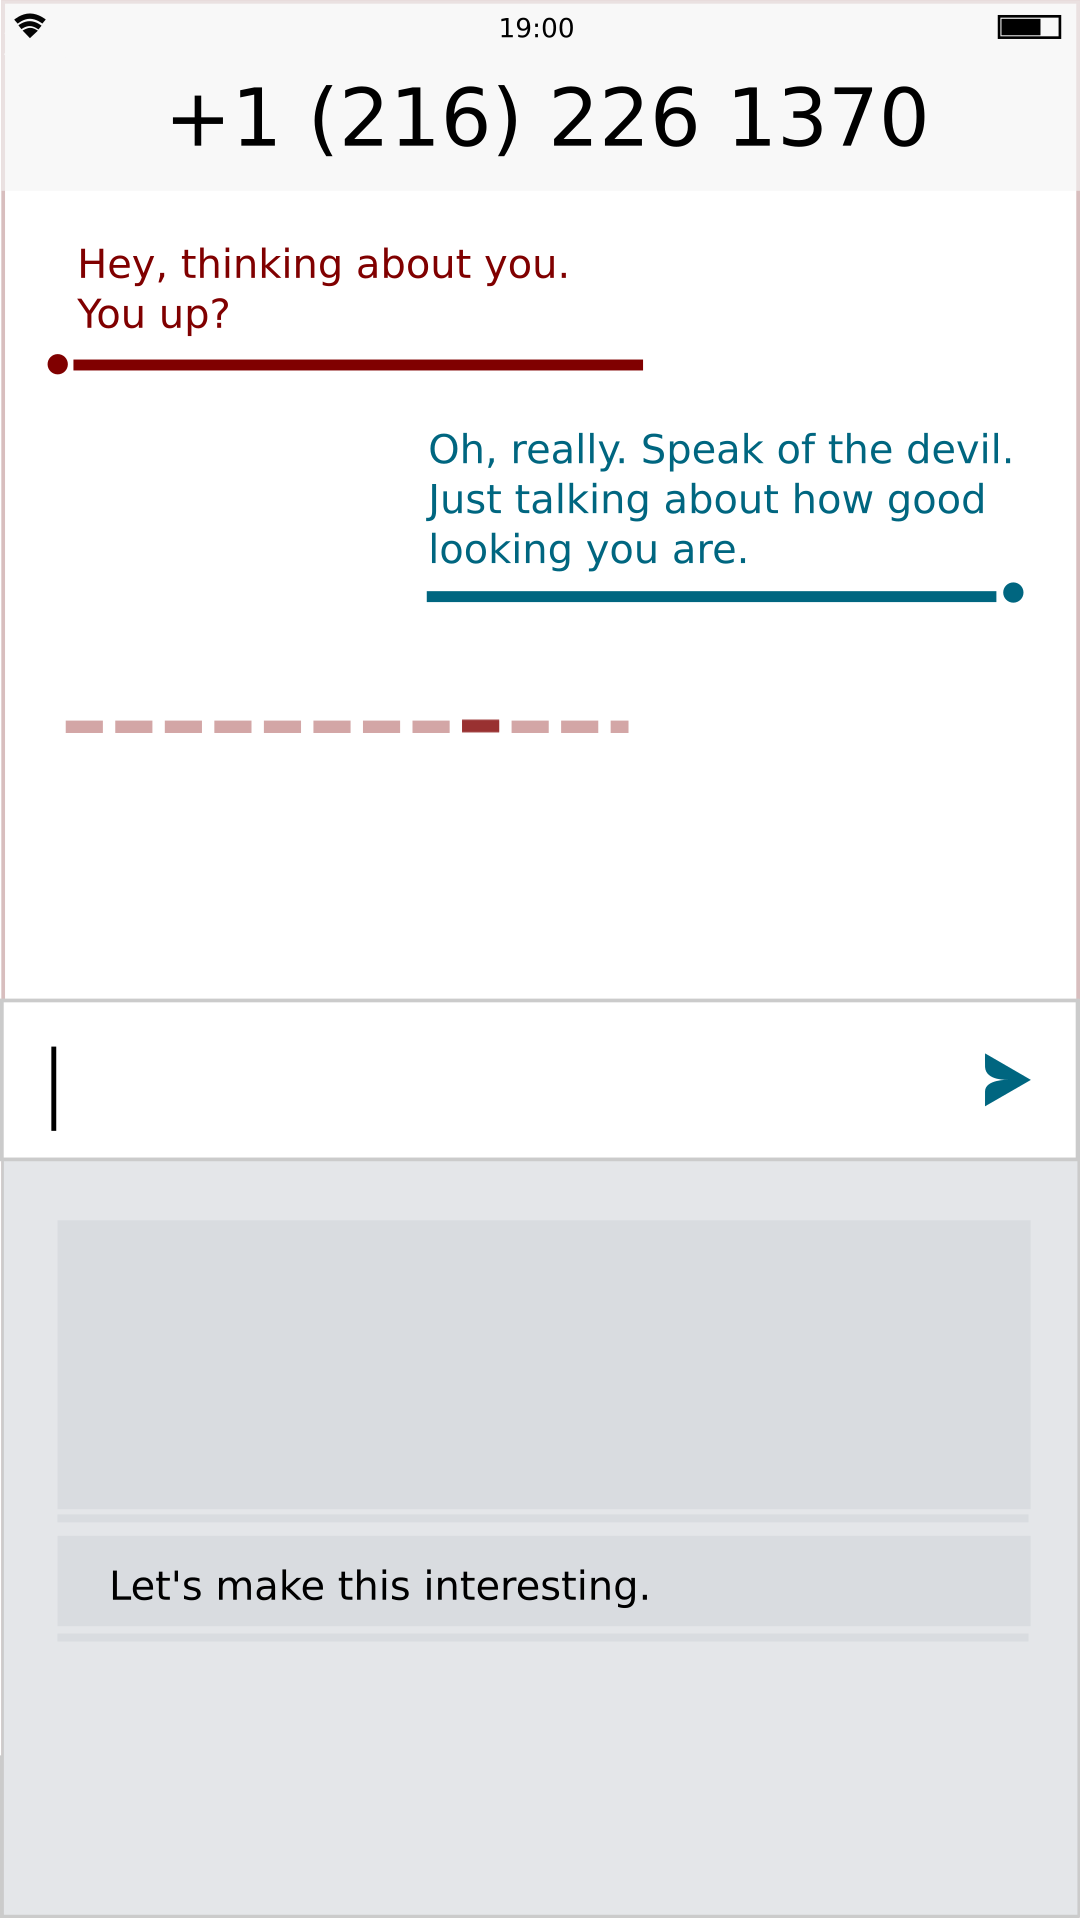 19:00
+1 (216) 226 1370
Hey, thinking about you.
You up?
Oh, really. Speak of the devil.
Just talking about how good
looking you are.
Let's make this interesting.